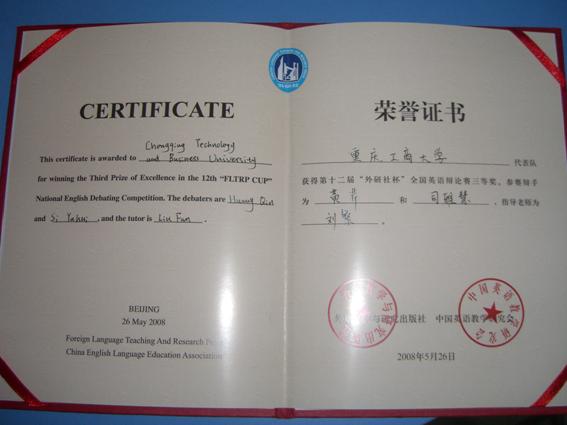 CERTIFICATE
Chongqing Technology
This certificate is awarded to and Business University
for winning the Third Prize of Excellence in the 12th "FLTRP CUP"
National English Debating Competition. The debaters are Huang Qin
and Si Yahui, and the tutor is Liu Fan.
BEIJING
26 May 2008
Foreign Language Teaching And Research
China English Language Education Association
荣誉证书
重庆工商大学 代表队
获得第十二届“外研社杯”全国英语辩论赛三等奖。参赛辩手
为 黄芹 和 司雅慧 ,指导老师为
刘
与研究出版社 中国英语教学研究会
2008年5月26日